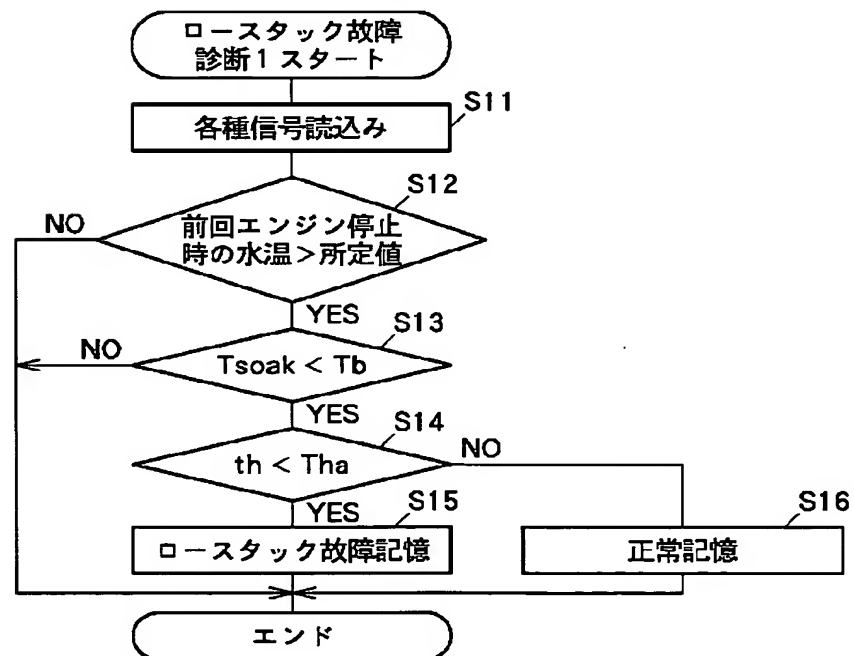 ロースタック故障
診断1スタート
S11
各種信号読込み
S12
NO
前回エンジン停止
時の水温>所定値
YES
S13
NO
Tsoak < Tb
YES
S14
th < Tha
NO
YES
S15
S16
ロースタック故障記憶
正常記憶
エンド